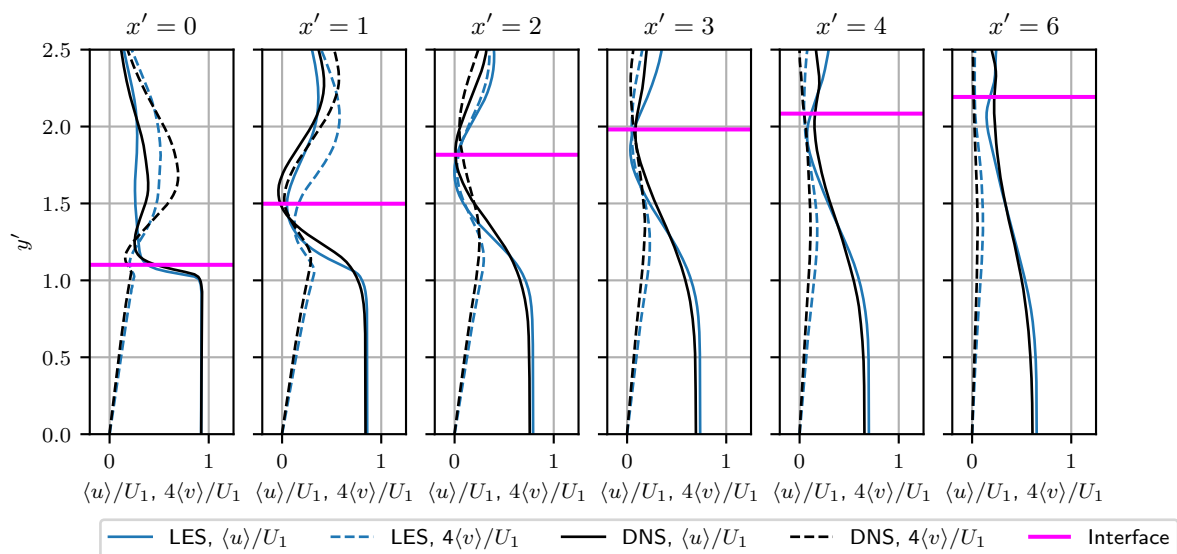 x′ = 0 x′ = 1 x′ = 2 x′ = 3 x′ = 4 x′ = 6
2.5
2.0
1.5
1.0
0.5
0.0
y′
0 1 0 1 0 1 0 1 0 1 0 1
⟨u⟩/U₁, 4⟨v⟩/U₁ ⟨u⟩/U₁, 4⟨v⟩/U₁ ⟨u⟩/U₁, 4⟨v⟩/U₁ ⟨u⟩/U₁, 4⟨v⟩/U₁ ⟨u⟩/U₁, 4⟨v⟩/U₁ ⟨u⟩/U₁, 4⟨v⟩/U₁
LES, ⟨u⟩/U₁ LES, 4⟨v⟩/U₁ DNS, ⟨u⟩/U₁ DNS, 4⟨v⟩/U₁ Interface